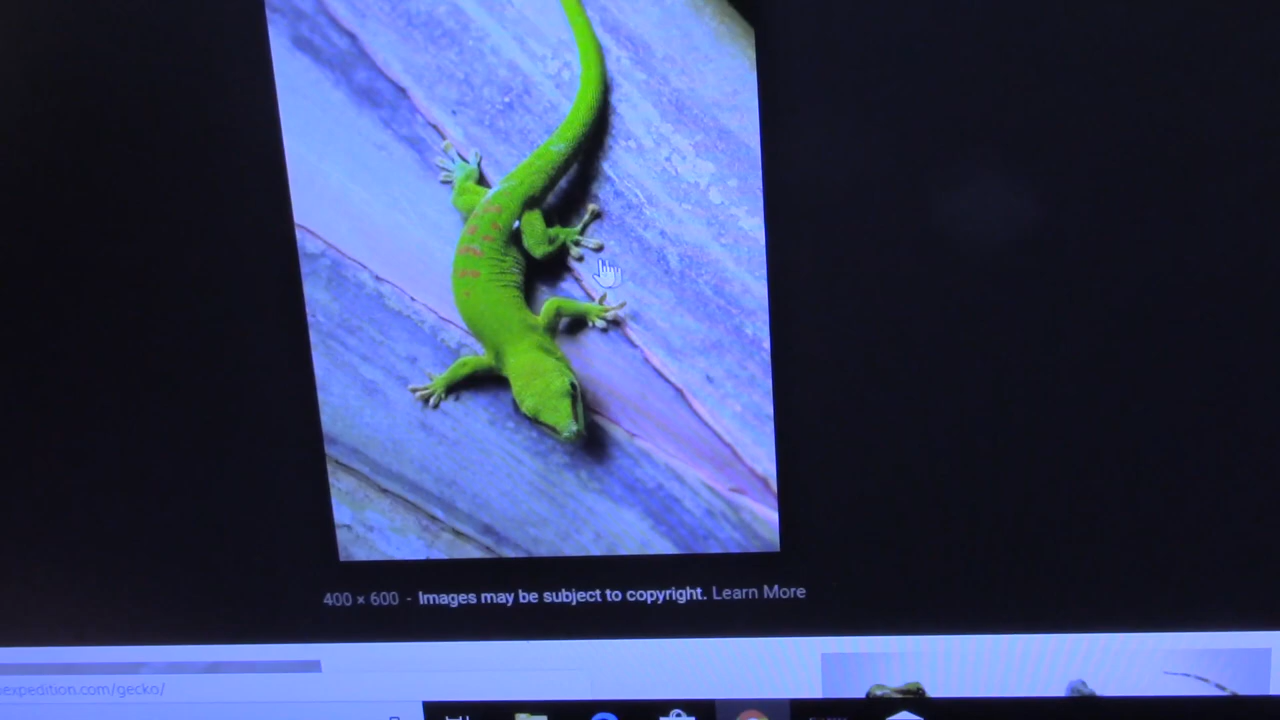 400 × 600 - Images may be subject to copyright. Learn More
expedition.com/gecko/